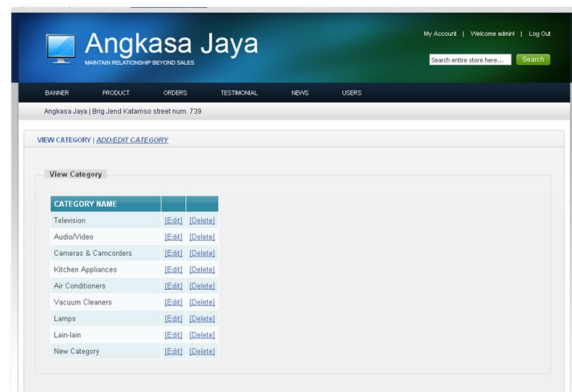 Angkasa Jaya
MAINTAIN RELATIONSHIP BEYOND SALES
My Account | Welcome admin! | Log Out
Search entire store here... Search
BANNER PRODUCT ORDERS TESTIMONIAL NEWS USERS
Angkasa Jaya | Brig Jend Katamso street num. 739
VIEW CATEGORY | ADD/EDIT CATEGORY
View Category
CATEGORY NAME
Television [Edit] [Delete]
Audio/Video [Edit] [Delete]
Cameras & Camcorders [Edit] [Delete]
Kitchen Appliances [Edit] [Delete]
Air Conditioners [Edit] [Delete]
Vacuum Cleaners [Edit] [Delete]
Lamps [Edit] [Delete]
Lain-lain [Edit] [Delete]
New Category [Edit] [Delete]